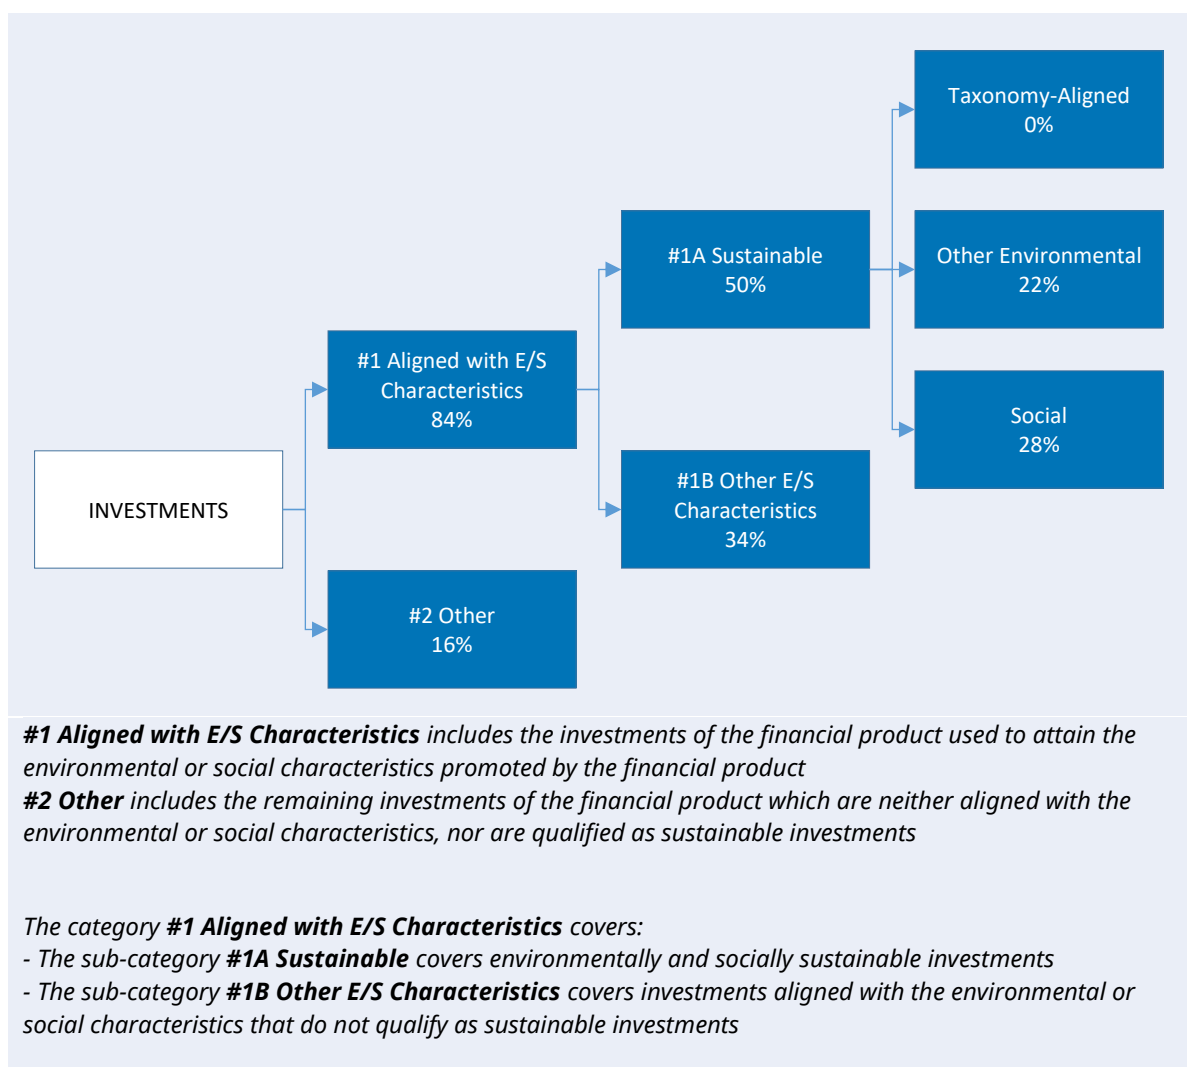 Taxonomy-Aligned
0%
#1A Sustainable
50%
Other Environmental
22%
#1 Aligned with E/S
Characteristics
84%
Social
28%
INVESTMENTS
#1B Other E/S
Characteristics
34%
#2 Other
16%
#1 Aligned with E/S Characteristics includes the investments of the financial product used to attain the
environmental or social characteristics promoted by the financial product
#2 Other includes the remaining investments of the financial product which are neither aligned with the
environmental or social characteristics, nor are qualified as sustainable investments
The category #1 Aligned with E/S Characteristics covers:
- The sub-category #1A Sustainable covers environmentally and socially sustainable investments
- The sub-category #1B Other E/S Characteristics covers investments aligned with the environmental or
social characteristics that do not qualify as sustainable investments